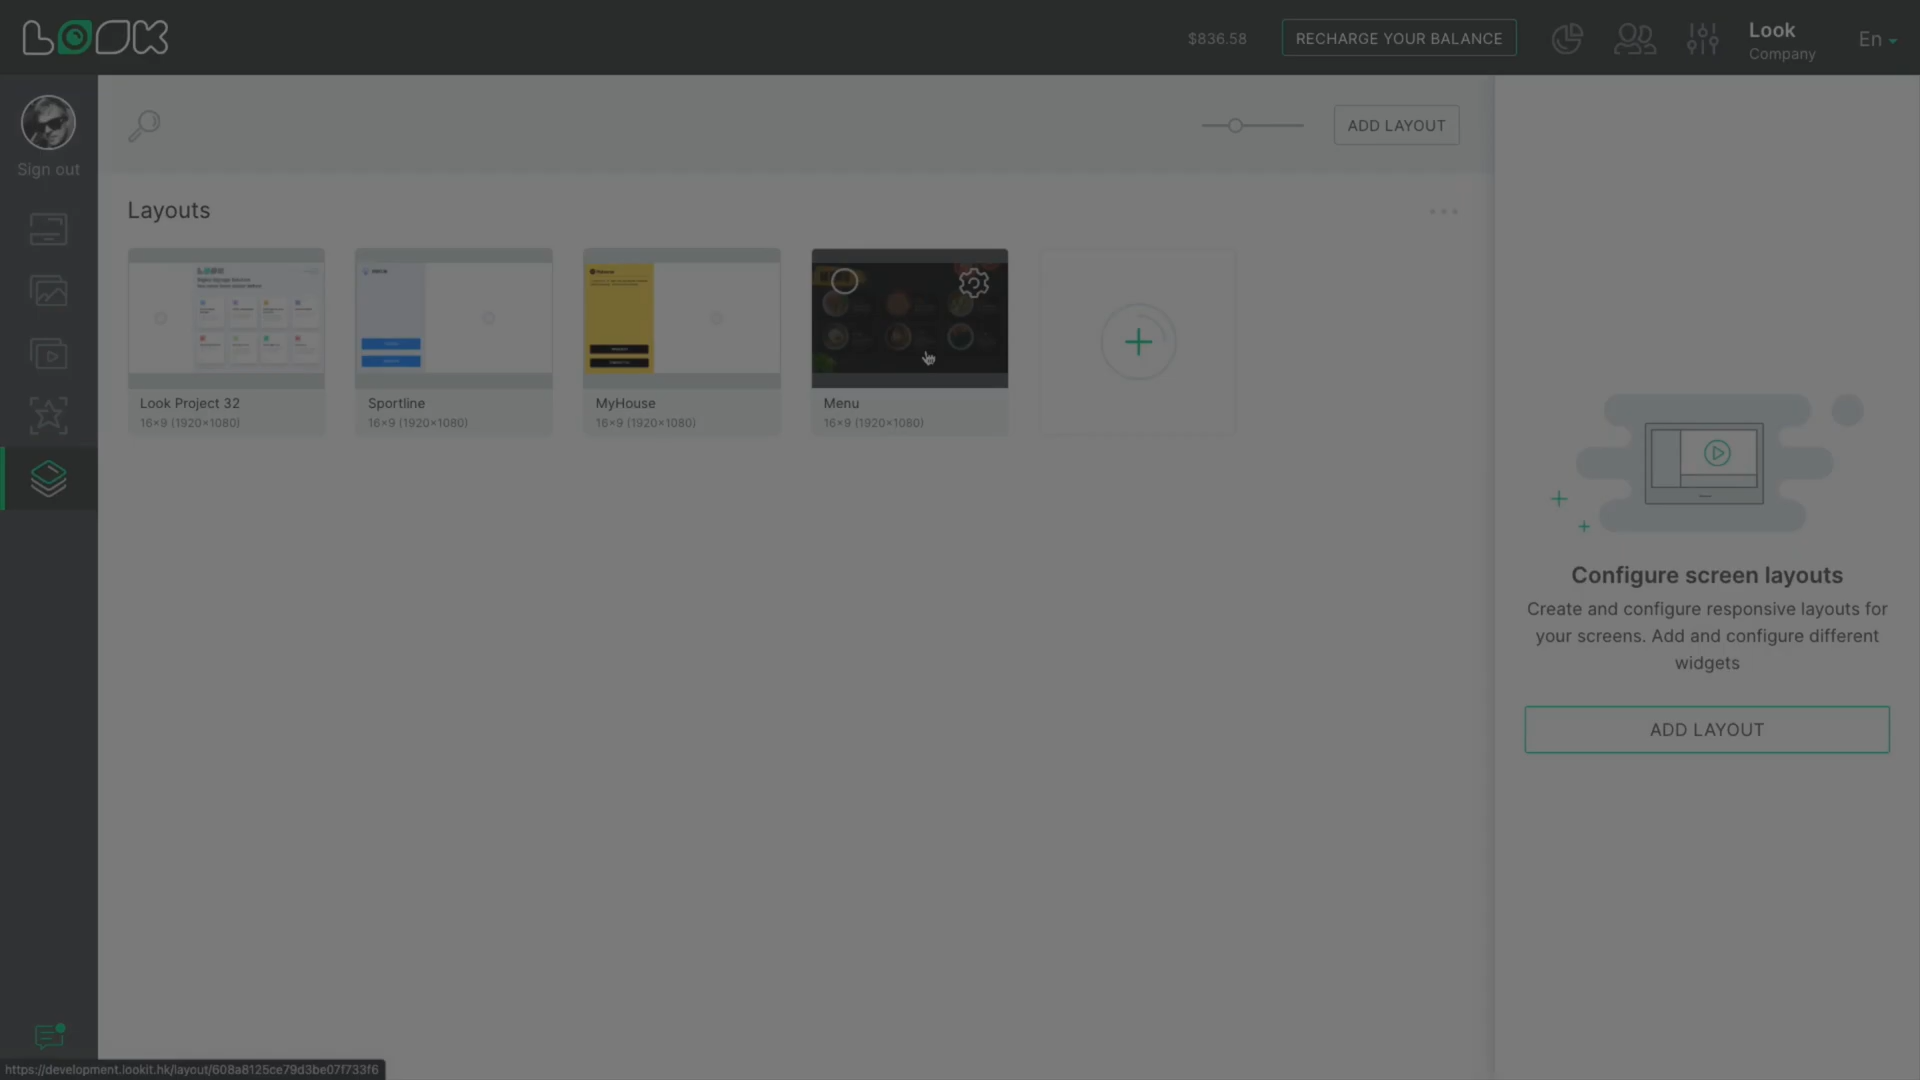 LOOK
$836.58
RECHARGE YOUR BALANCE
Look
Company
En
Sign out
ADD LAYOUT
Layouts
Look Project 32
16×9 (1920×1080)
Sportline
16×9 (1920×1080)
MyHouse
16×9 (1920×1080)
Menu
16×9 (1920×1080)
Configure screen layouts
Create and configure responsive layouts for
your screens. Add and configure different
widgets
ADD LAYOUT
https://development.lookit.hk/layout/608a8125ce79d3be07f733f6